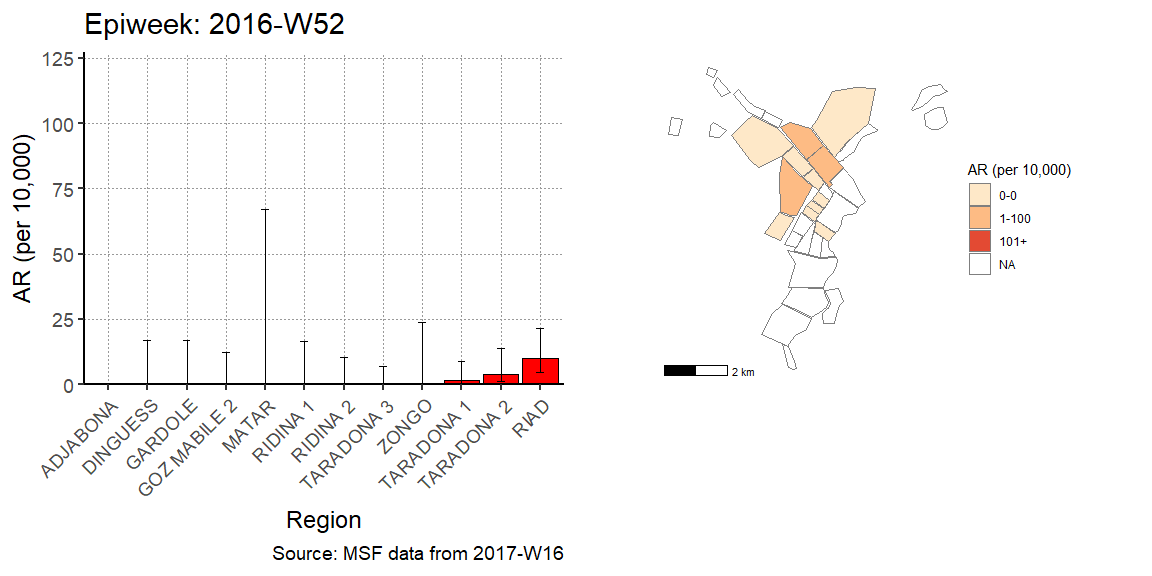 Epiweek: 2016-W52
AR (per 10,000)
125
100
75
50
25
0
ADJABONA
DINGUESS
GARDOLE
GOZ MABILE 2
MATAR
RIDINA 1
RIDINA 2
TARADONA 3
ZONGO
TARADONA 1
TARADONA 2
RIAD
Region
Source: MSF data from 2017-W16
AR (per 10,000)
0-0
1-100
101+
NA
2 km